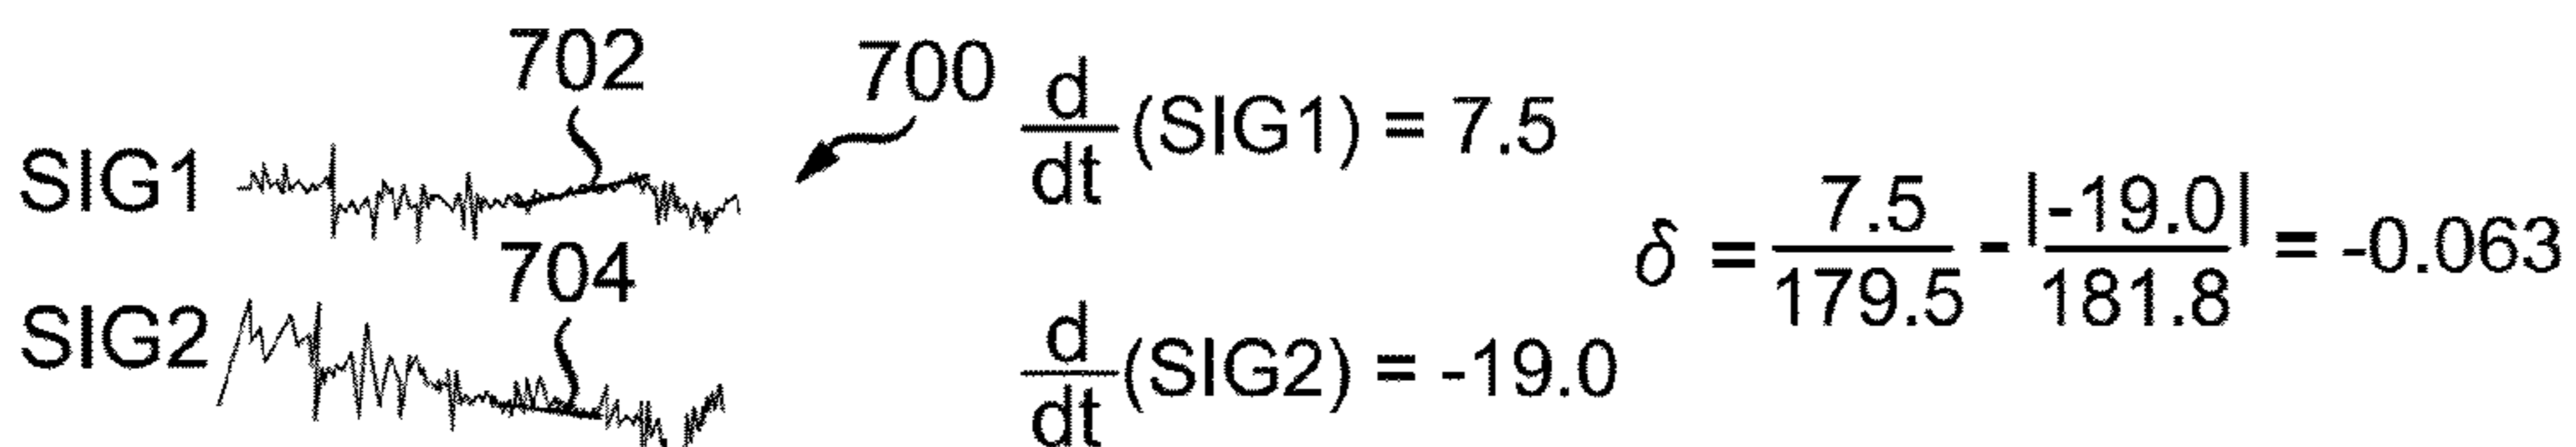 702
700
SIG1
d/dt (SIG1) = 7.5
δ = 7.5/179.5 - |-19.0|/181.8 = -0.063
704
SIG2
d/dt (SIG2) = -19.0